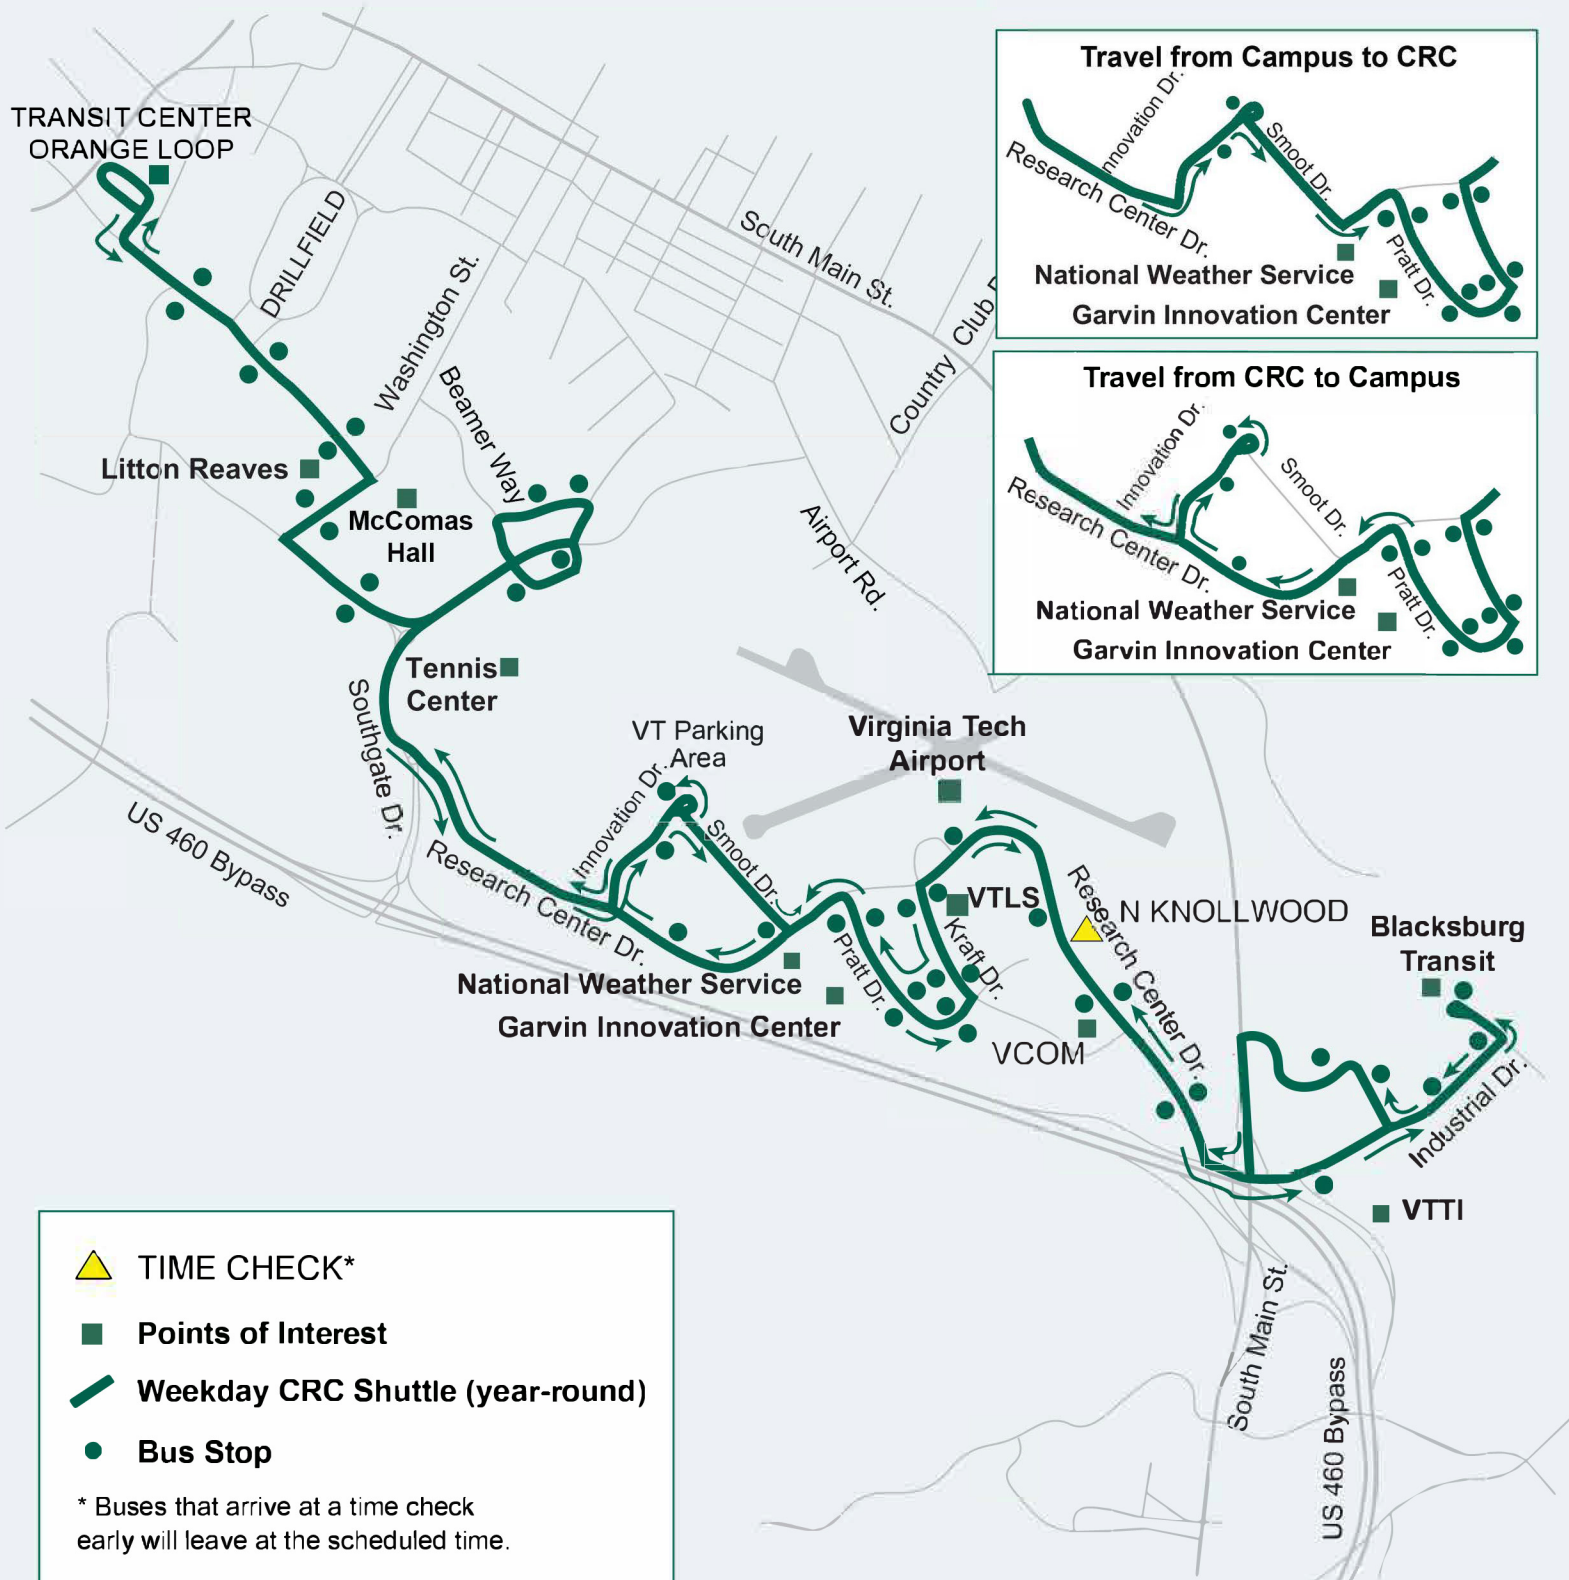 TRANSIT CENTER
ORANGE LOOP
DRILLFIELD
Washington St.
South Main St.
Beamer Way
Litton Reaves
McComas
Hall
Country Club
Airport Rd.
Tennis
Center
Southgate Dr.
US 460 Bypass
Research Center Dr.
VT Parking
Area
Innovation Dr.
Smoot Dr.
Virginia Tech
Airport
National Weather Service
Garvin Innovation Center
Pratt Dr.
Kraft Dr.
VTLS
Research Center Dr.
N KNOLLWOOD
VCOM
Blacksburg
Transit
Industrial Dr.
VTTI
South Main St.
US 460 Bypass
Travel from Campus to CRC
nnovation Dr.
Research Center Dr.
Smoot Dr.
Pratt Dr.
National Weather Service
Garvin Innovation Center
Travel from CRC to Campus
Innovation Dr.
Research Center Dr.
Smoot Dr.
Pratt Dr.
National Weather Service
Garvin Innovation Center
TIME CHECK*
Points of Interest
Weekday CRC Shuttle (year-round)
Bus Stop
* Buses that arrive at a time check
early will leave at the scheduled time.